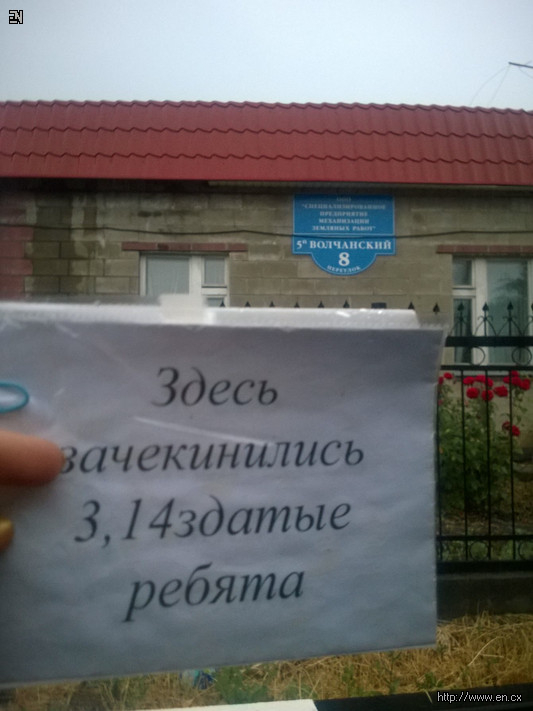 EN
"СПЕЦИАЛИЗИРОВАННОЕ
ПРЕДПРИЯТИЕ
МЕХАНИЗАЦИИ
ЗЕМЛЯНЫХ РАБОТ"
5й ВОЛЧАНСКИЙ
8
ПЕРЕУЛОК
Здесь
зачекинились
3,14здатые
ребята
http://www.en.cx